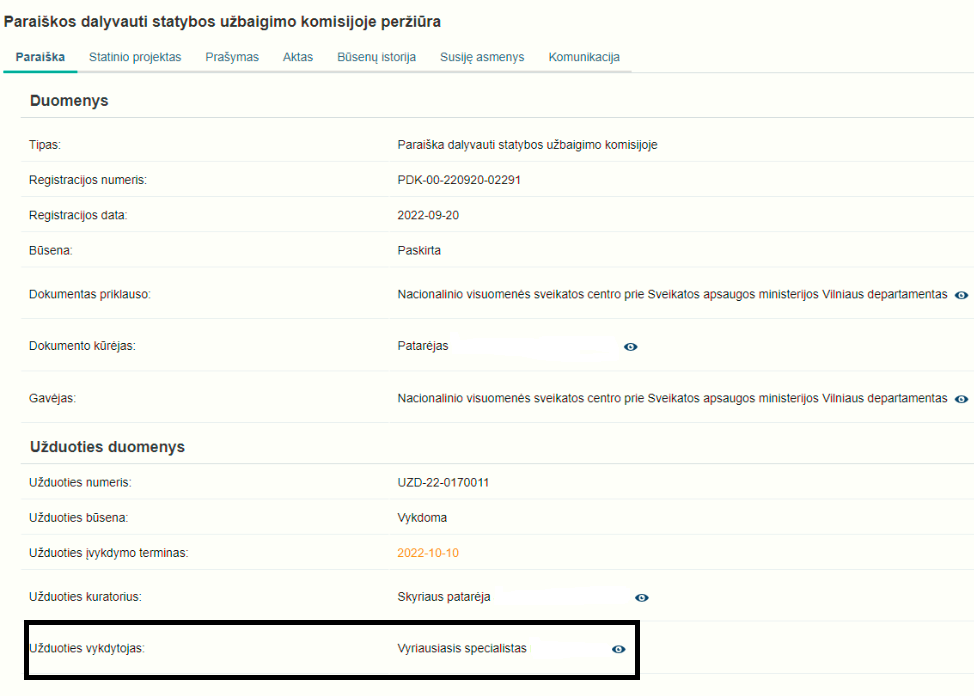 Paraiškos dalyvauti statybos užbaigimo komisijoje peržiūra
Paraiška Statinio projektas Prašymas Aktas Būsenų istorija Susiję asmenys Komunikacija
Duomenys
Tipas: Paraiška dalyvauti statybos užbaigimo komisijoje
Registracijos numeris: PDK-00-220920-02291
Registracijos data: 2022-09-20
Būsena: Paskirta
Dokumentas priklauso: Nacionalinio visuomenės sveikatos centro prie Sveikatos apsaugos ministerijos Vilniaus departamentas
Dokumento kūrėjas: Patarėjas
Gavėjas: Nacionalinio visuomenės sveikatos centro prie Sveikatos apsaugos ministerijos Vilniaus departamentas
Užduoties duomenys
Užduoties numeris: UZD-22-0170011
Užduoties būsena: Vykdoma
Užduoties įvykdymo terminas: 2022-10-10
Užduoties kuratorius: Skyriaus patarėja
Užduoties vykdytojas: Vyriausiasis specialistas